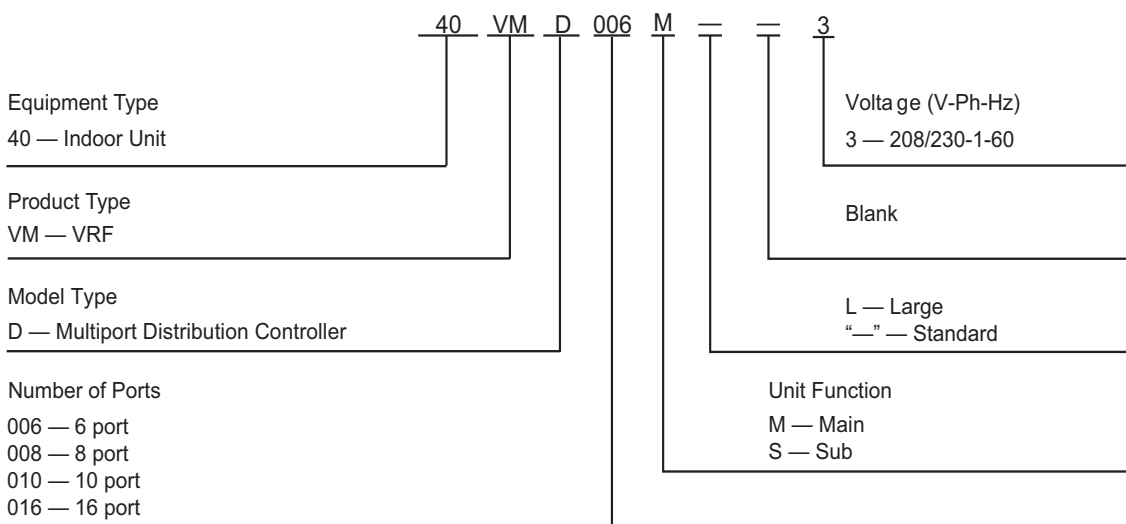 40 VM D 006 M — — 3
Equipment Type
40 — Indoor Unit
Voltage (V-Ph-Hz)
3 — 208/230-1-60
Product Type
VM — VRF
Blank
Model Type
D — Multiport Distribution Controller
L — Large
“—” — Standard
Number of Ports
006 — 6 port
008 — 8 port
010 — 10 port
016 — 16 port
Unit Function
M — Main
S — Sub